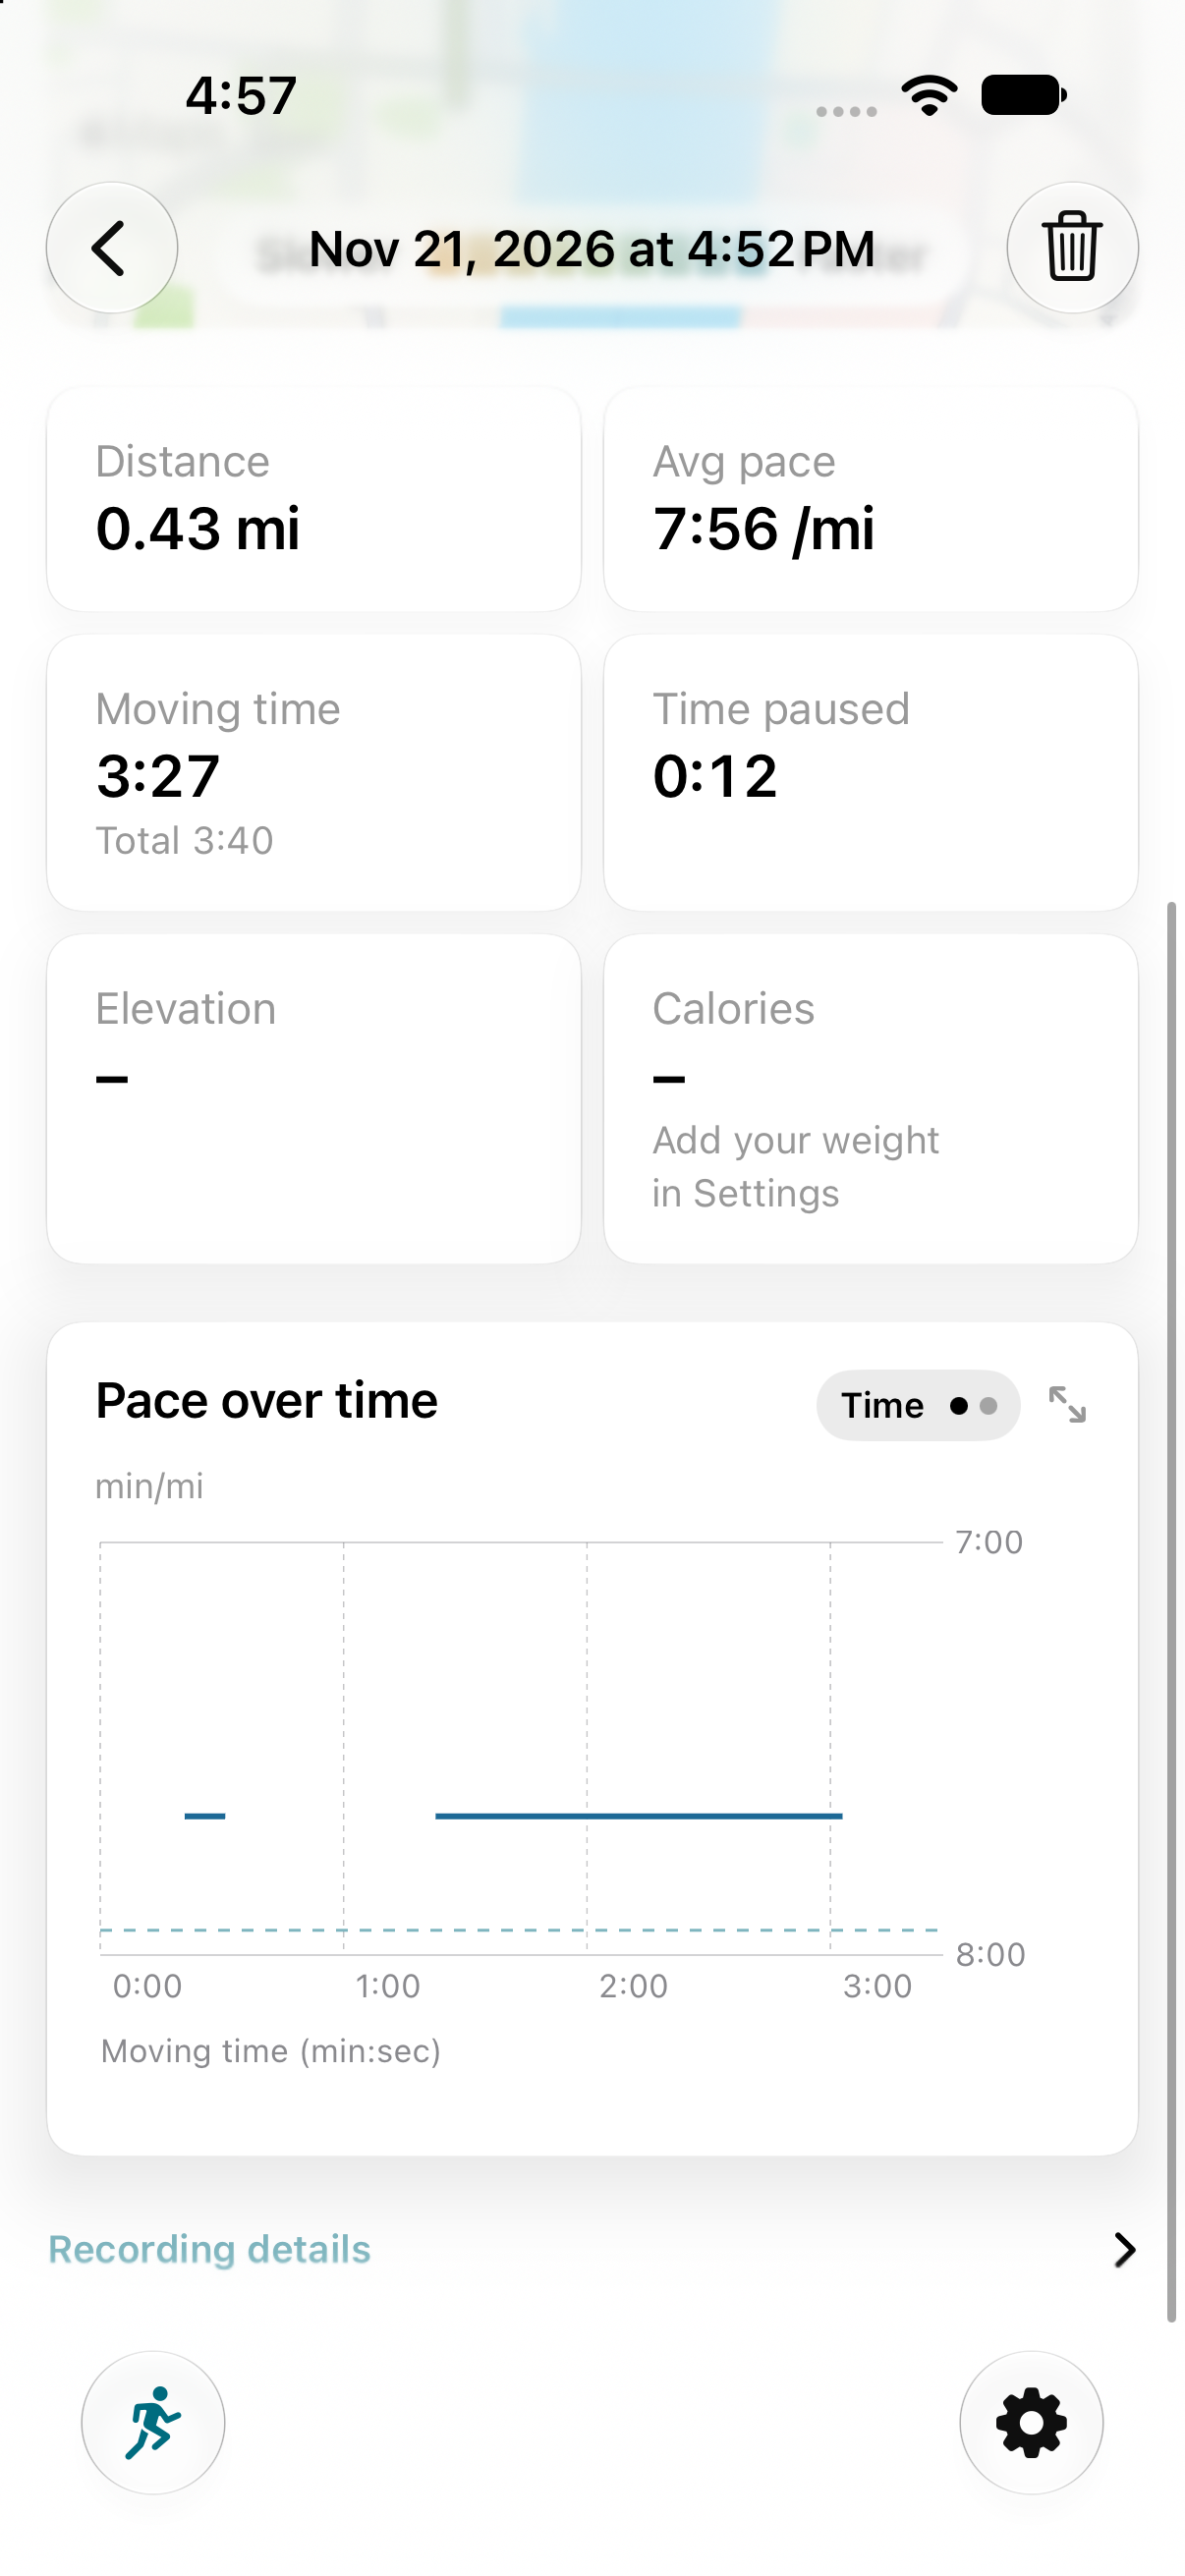 4:57
Nov 21, 2026 at 4:52 PM
Distance
0.43 mi
Avg pace
7:56 /mi
Moving time
3:27
Total 3:40
Time paused
0:12
Elevation
–
Calories
–
Add your weight
in Settings
Pace over time
Time
min/mi
7:00
8:00
0:00 1:00 2:00 3:00
Moving time (min:sec)
Recording details